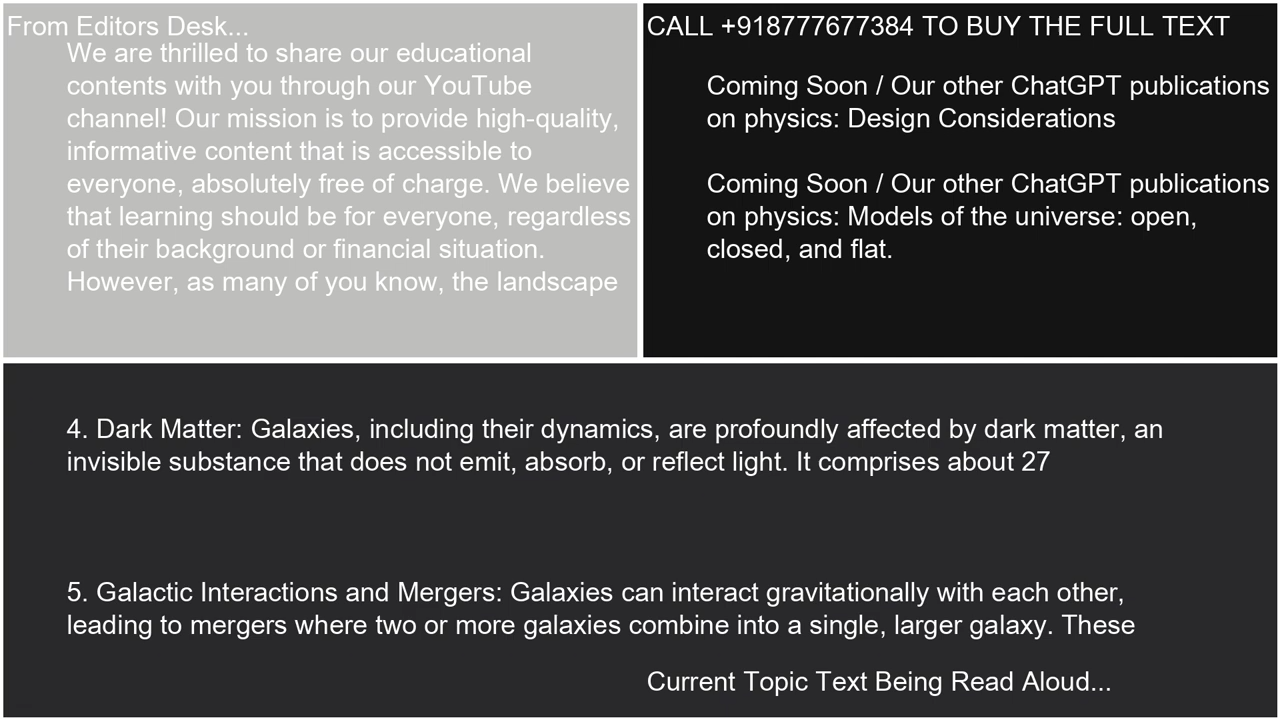 From Editors Desk...
We are thrilled to share our educational
contents with you through our YouTube
channel! Our mission is to provide high-quality,
informative content that is accessible to
everyone, absolutely free of charge. We believe
that learning should be for everyone, regardless
of their background or financial situation.
However, as many of you know, the landscape
CALL +918777677384 TO BUY THE FULL TEXT
Coming Soon / Our other ChatGPT publications
on physics: Design Considerations
Coming Soon / Our other ChatGPT publications
on physics: Models of the universe: open,
closed, and flat.
4. Dark Matter: Galaxies, including their dynamics, are profoundly affected by dark matter, an
invisible substance that does not emit, absorb, or reflect light. It comprises about 27
5. Galactic Interactions and Mergers: Galaxies can interact gravitationally with each other,
leading to mergers where two or more galaxies combine into a single, larger galaxy. These
Current Topic Text Being Read Aloud...